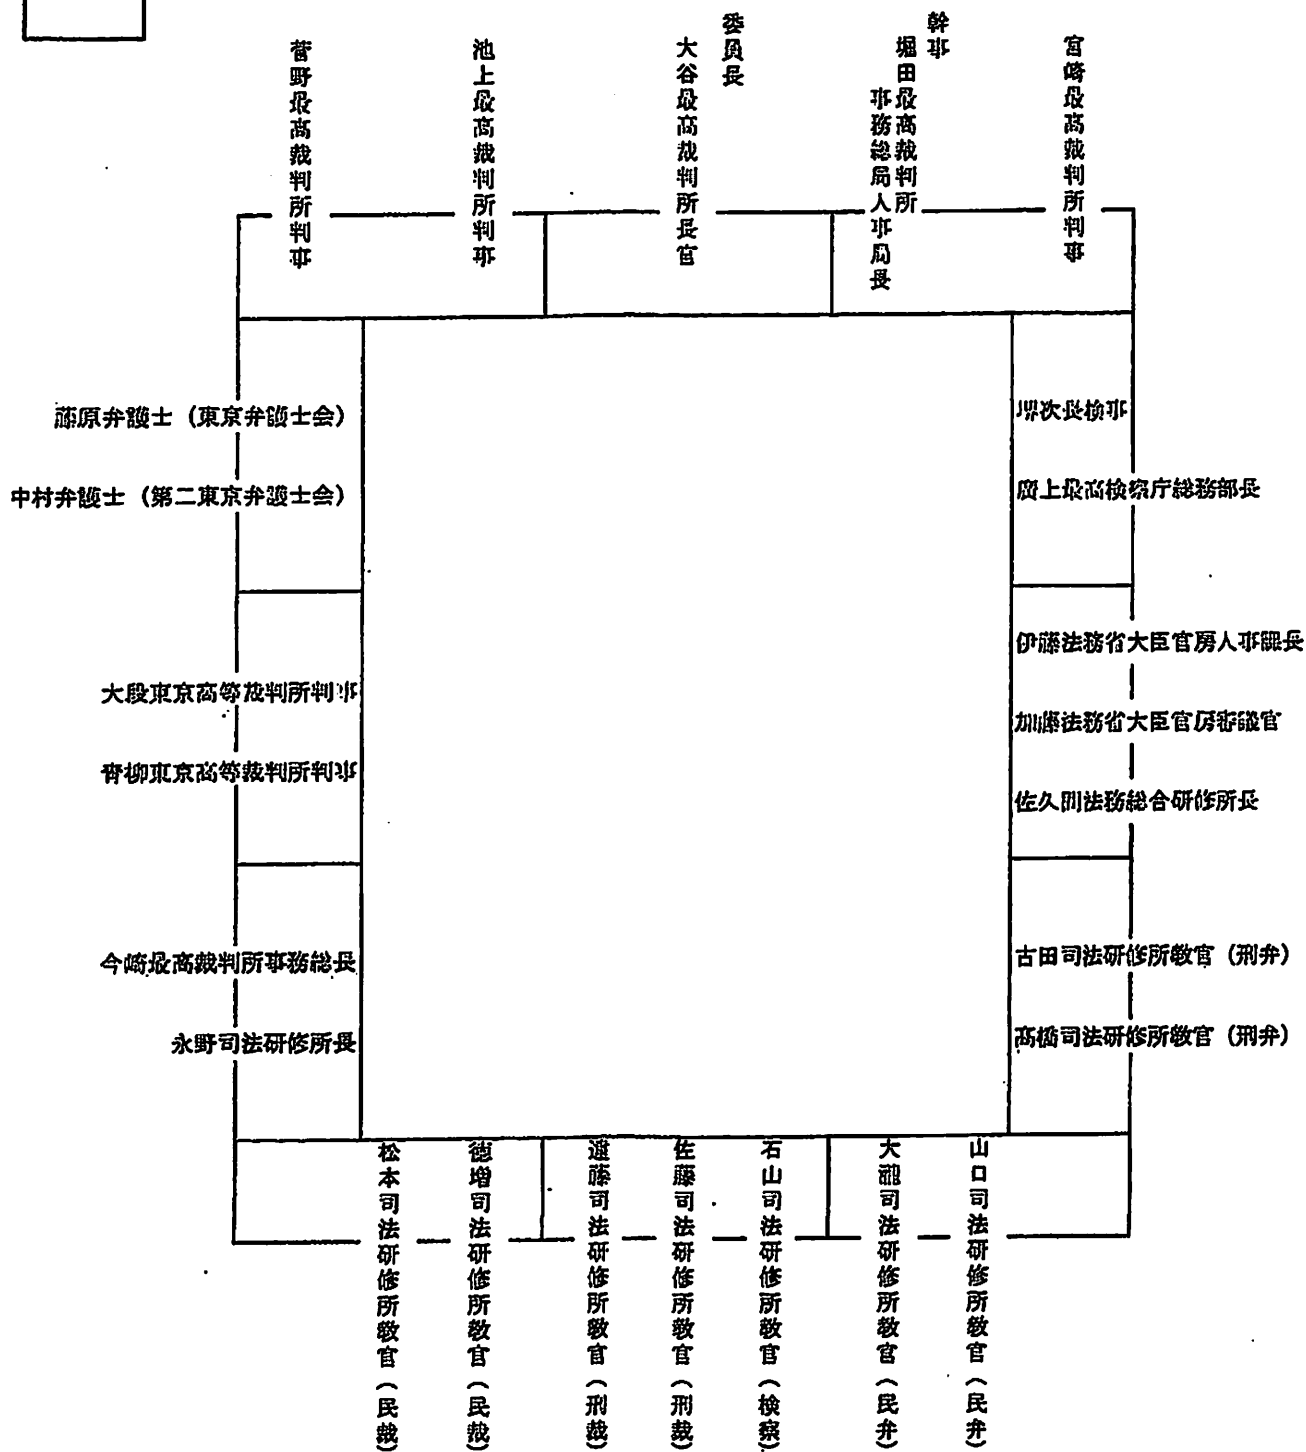 幹事
宮崎最高裁判所判事
堀田最高裁判所
事務総局人事局長
委員長
大谷最高裁判所長官
池上最高裁判所判事
菅野最高裁判所判事
藤原弁護士(東京弁護士会)
中村弁護士(第二東京弁護士会)
大段東京高等裁判所判事
青柳東京高等裁判所判事
今崎最高裁判所事務総長
永野司法研修所長
堺次長検事
廣上最高検察庁総務部長
伊藤法務省大臣官房人事課長
加藤法務省大臣官房審議官
佐久間法務総合研修所長
古田司法研修所教官(刑弁)
髙橋司法研修所教官(刑弁)
山口司法研修所教官(民弁)
大瀧司法研修所教官(民弁)
石山司法研修所教官(検察)
佐藤司法研修所教官(刑裁)
遠藤司法研修所教官(刑裁)
徳増司法研修所教官(民裁)
松本司法研修所教官(民裁)